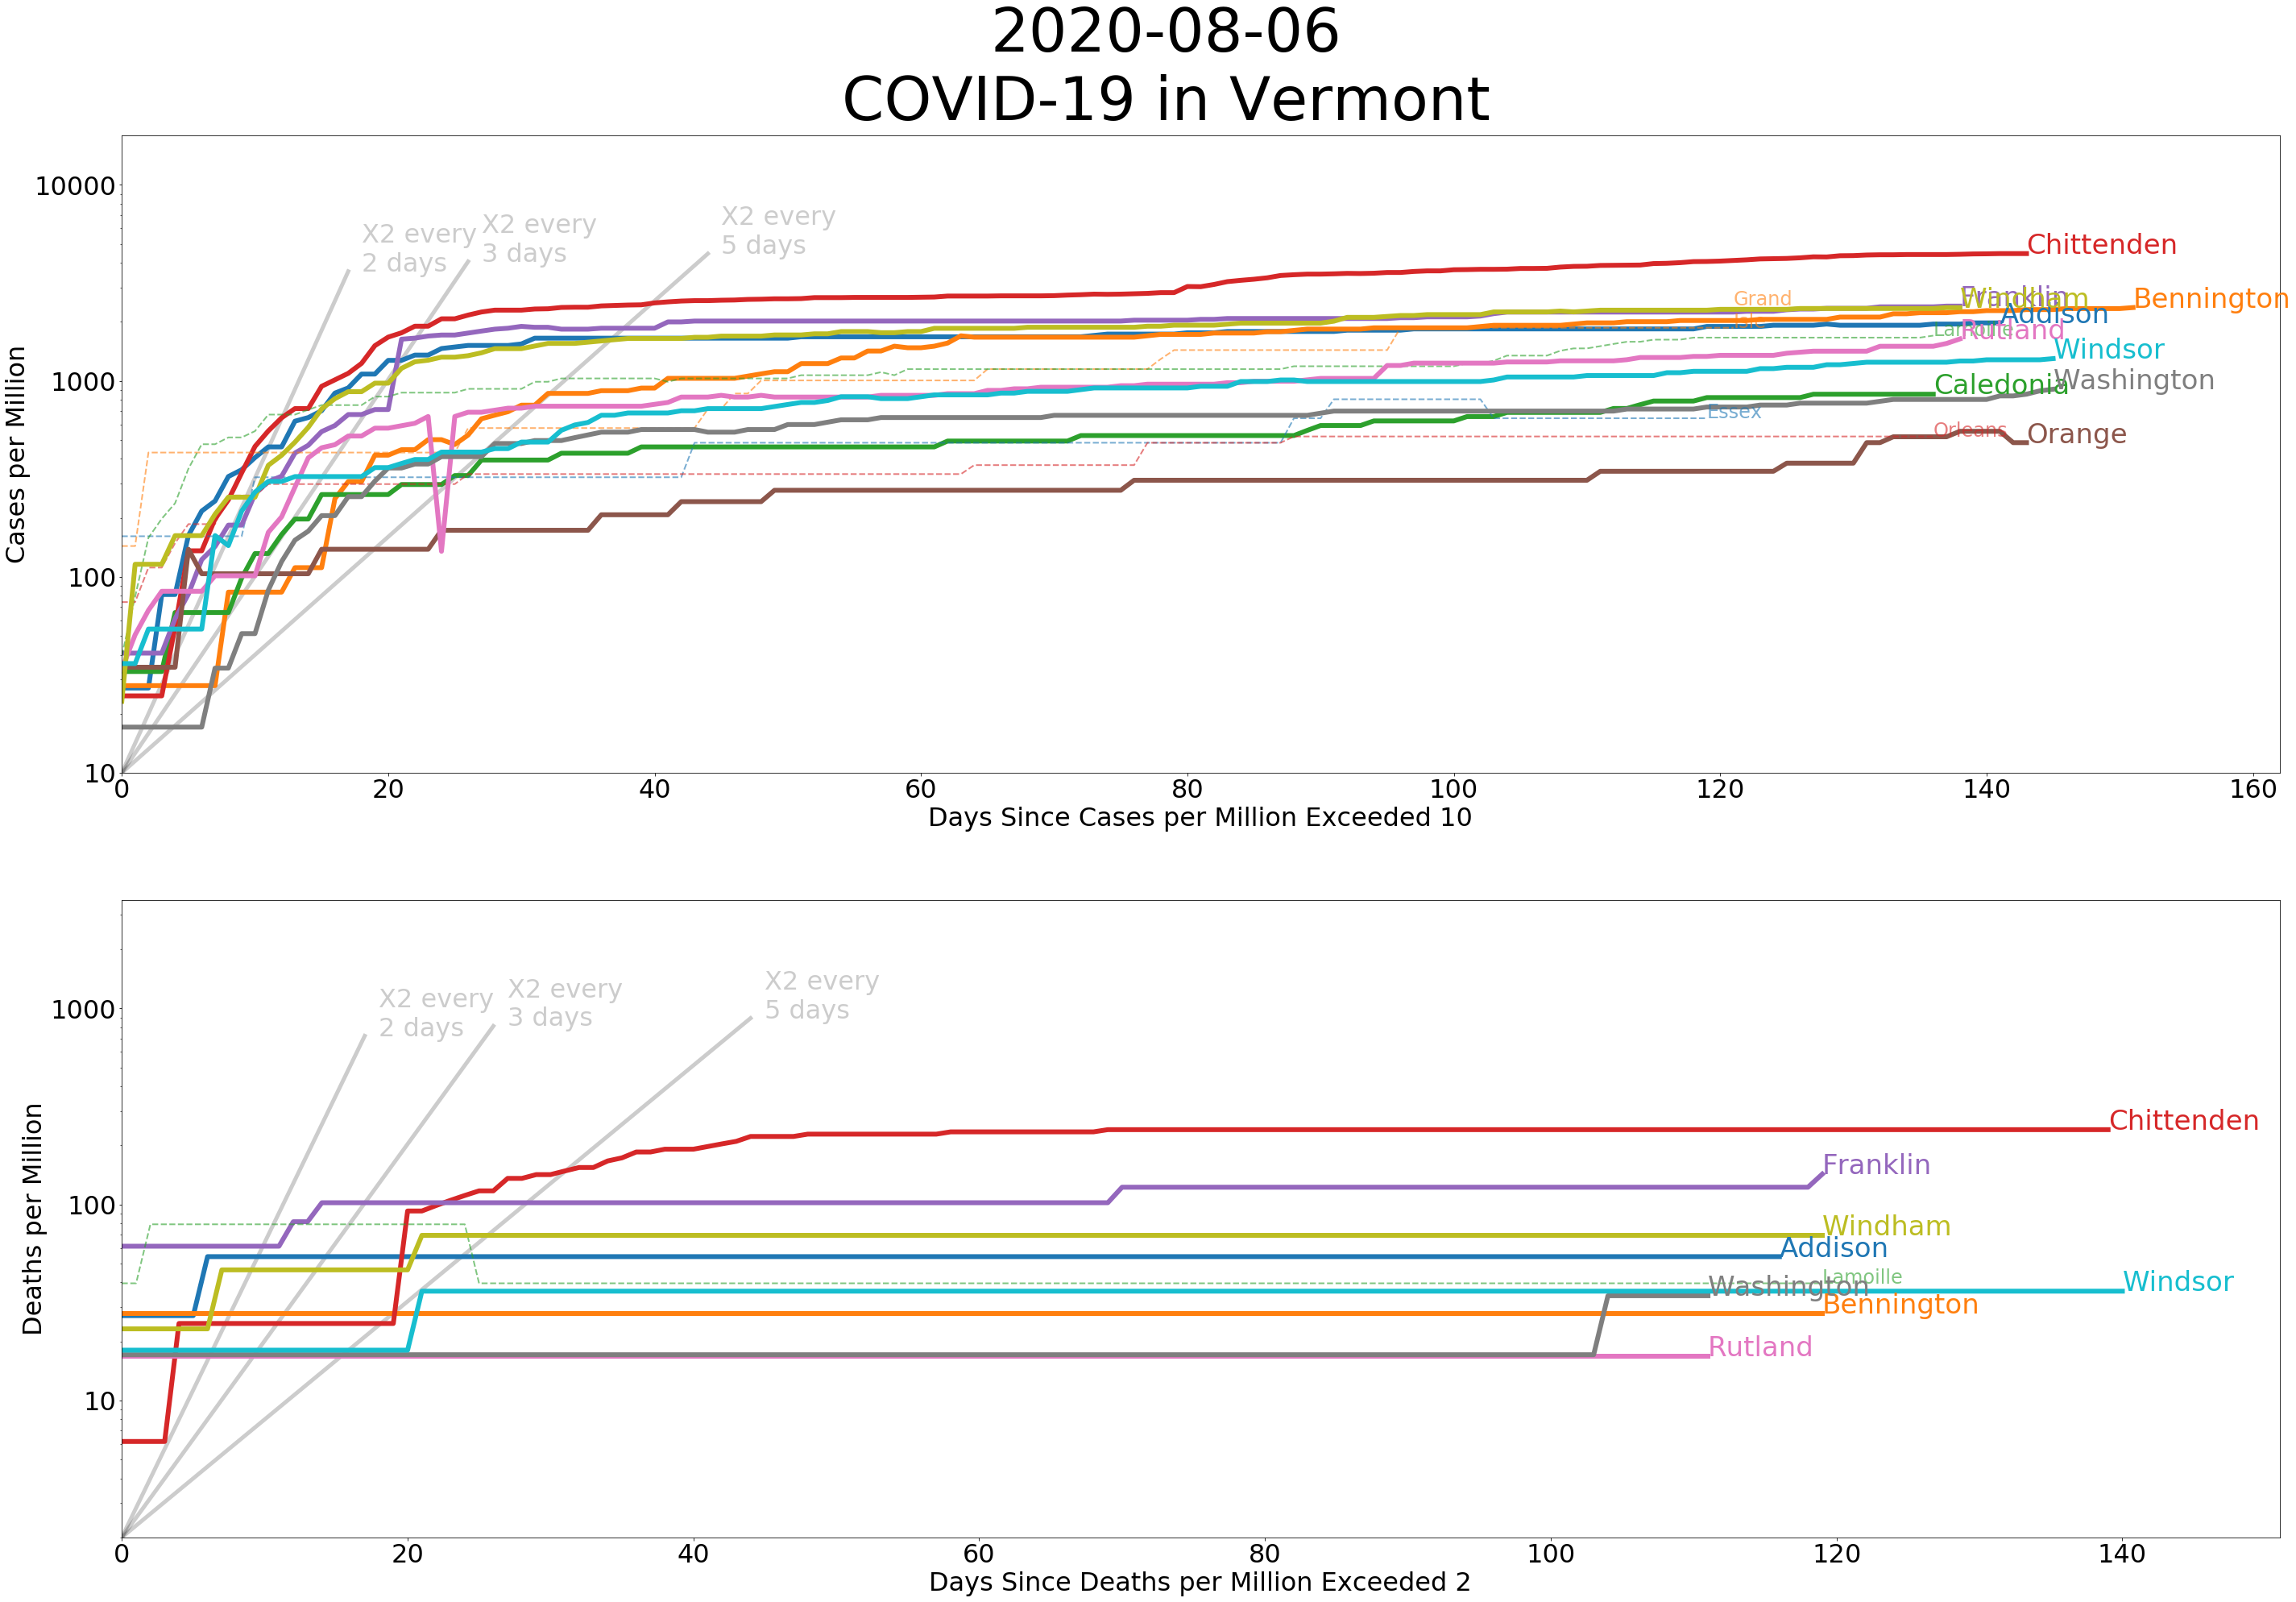 2020-08-06
COVID-19 in Vermont
10000
1000
100
10
Cases per Million
X2 every
2 days
X2 every
3 days
X2 every
5 days
Chittenden
Grand
Isle
Franklin
Windham
Bennington
Addison
Lamoille
Rutland
Windsor
Washington
Caledonia
Essex
Orleans
Orange
0 20 40 60 80 100 120 140 160
Days Since Cases per Million Exceeded 10
1000
100
10
Deaths per Million
X2 every
2 days
X2 every
3 days
X2 every
5 days
Chittenden
Franklin
Windham
Addison
Lamoille
Washington
Windsor
Bennington
Rutland
0 20 40 60 80 100 120 140
Days Since Deaths per Million Exceeded 2